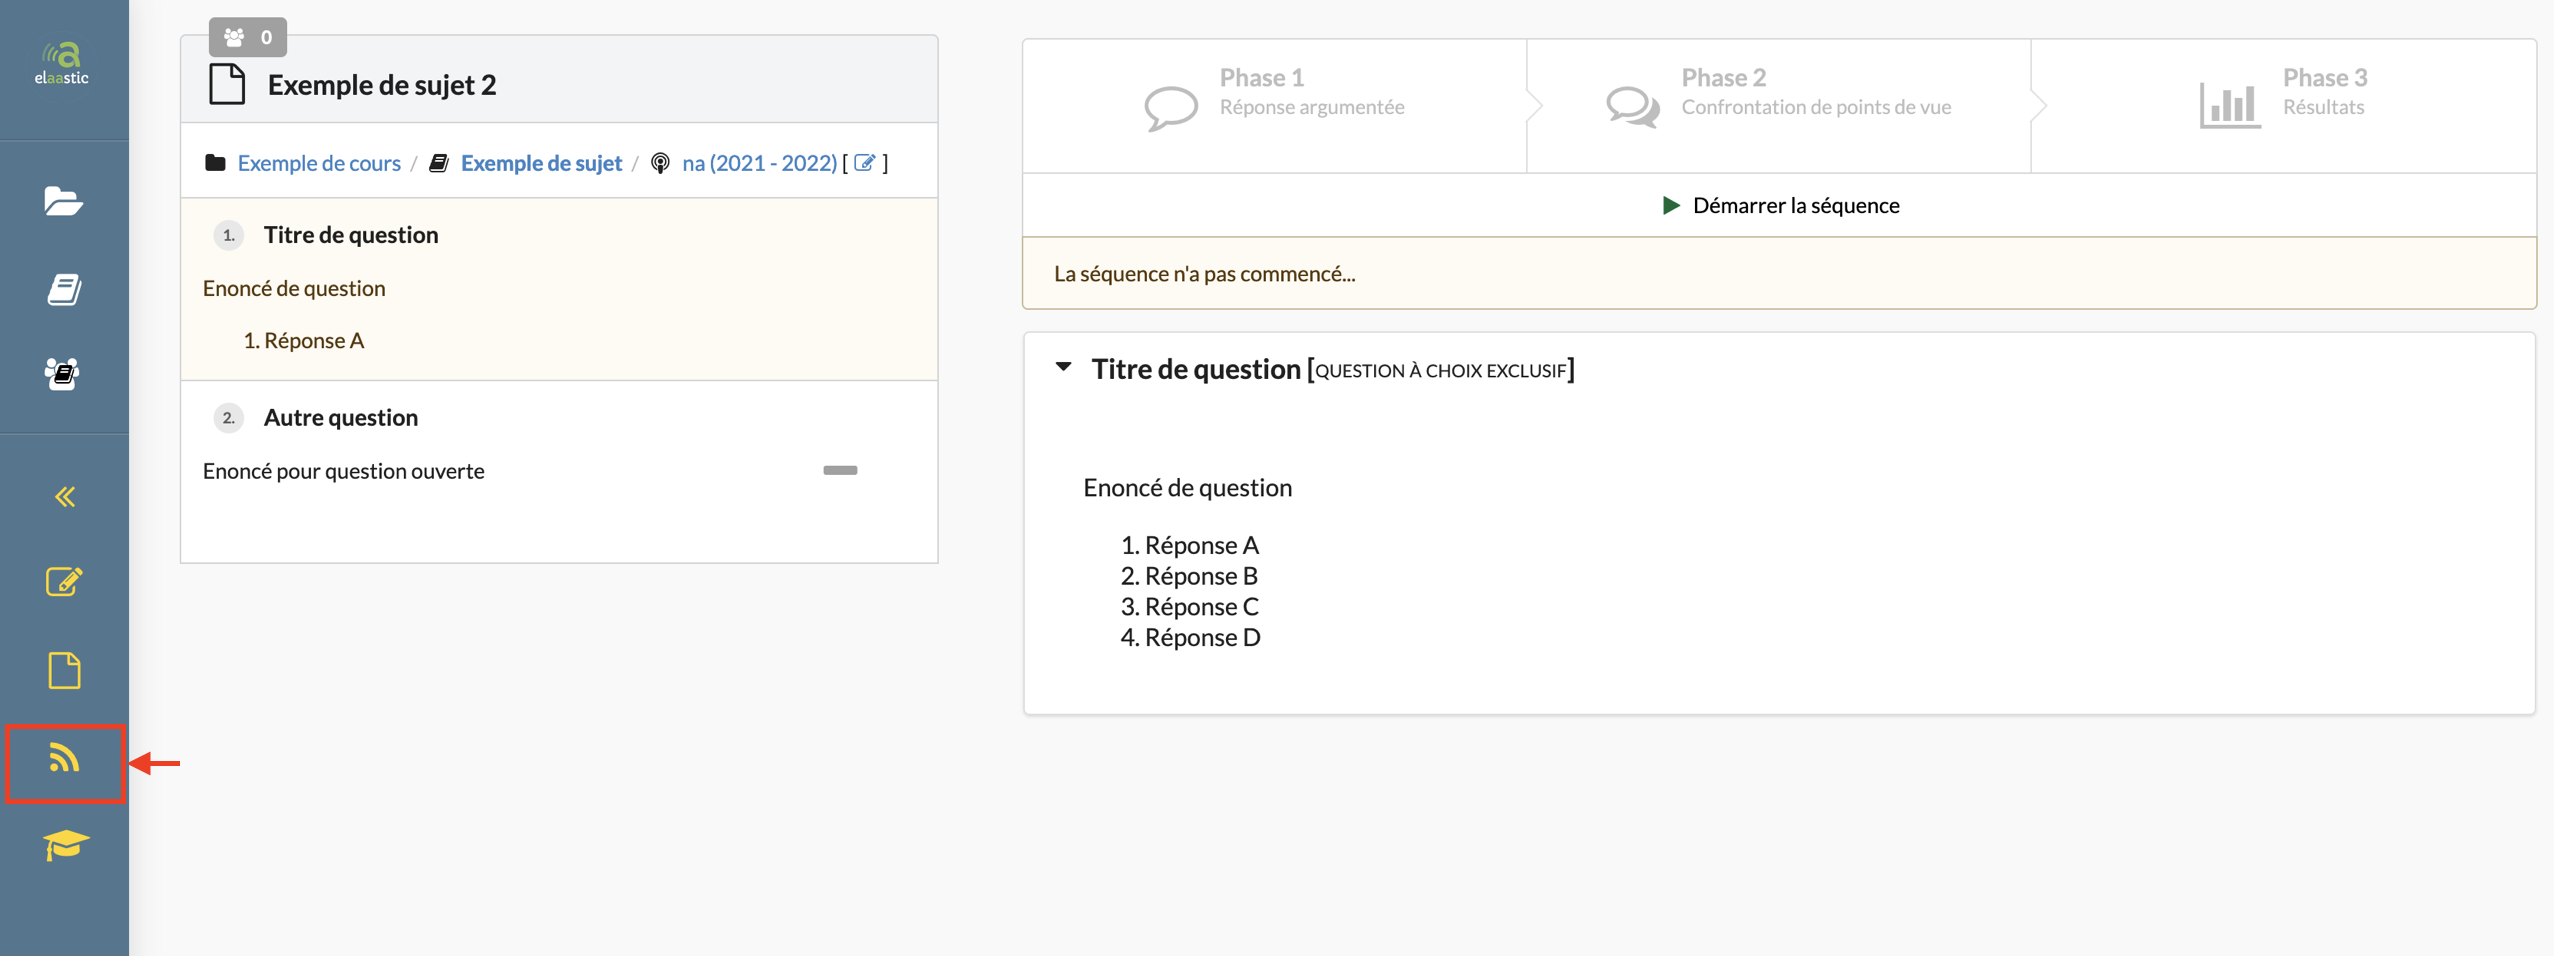 elaastic
0
Exemple de sujet 2
Exemple de cours / Exemple de sujet / na (2021 - 2022) [ ]
1. Titre de question
Enoncé de question
1. Réponse A
2. Autre question
Enoncé pour question ouverte
Phase 1
Réponse argumentée
Phase 2
Confrontation de points de vue
Phase 3
Résultats
Démarrer la séquence
La séquence n'a pas commencé...
Titre de question [QUESTION À CHOIX EXCLUSIF]
Enoncé de question
1. Réponse A
2. Réponse B
3. Réponse C
4. Réponse D